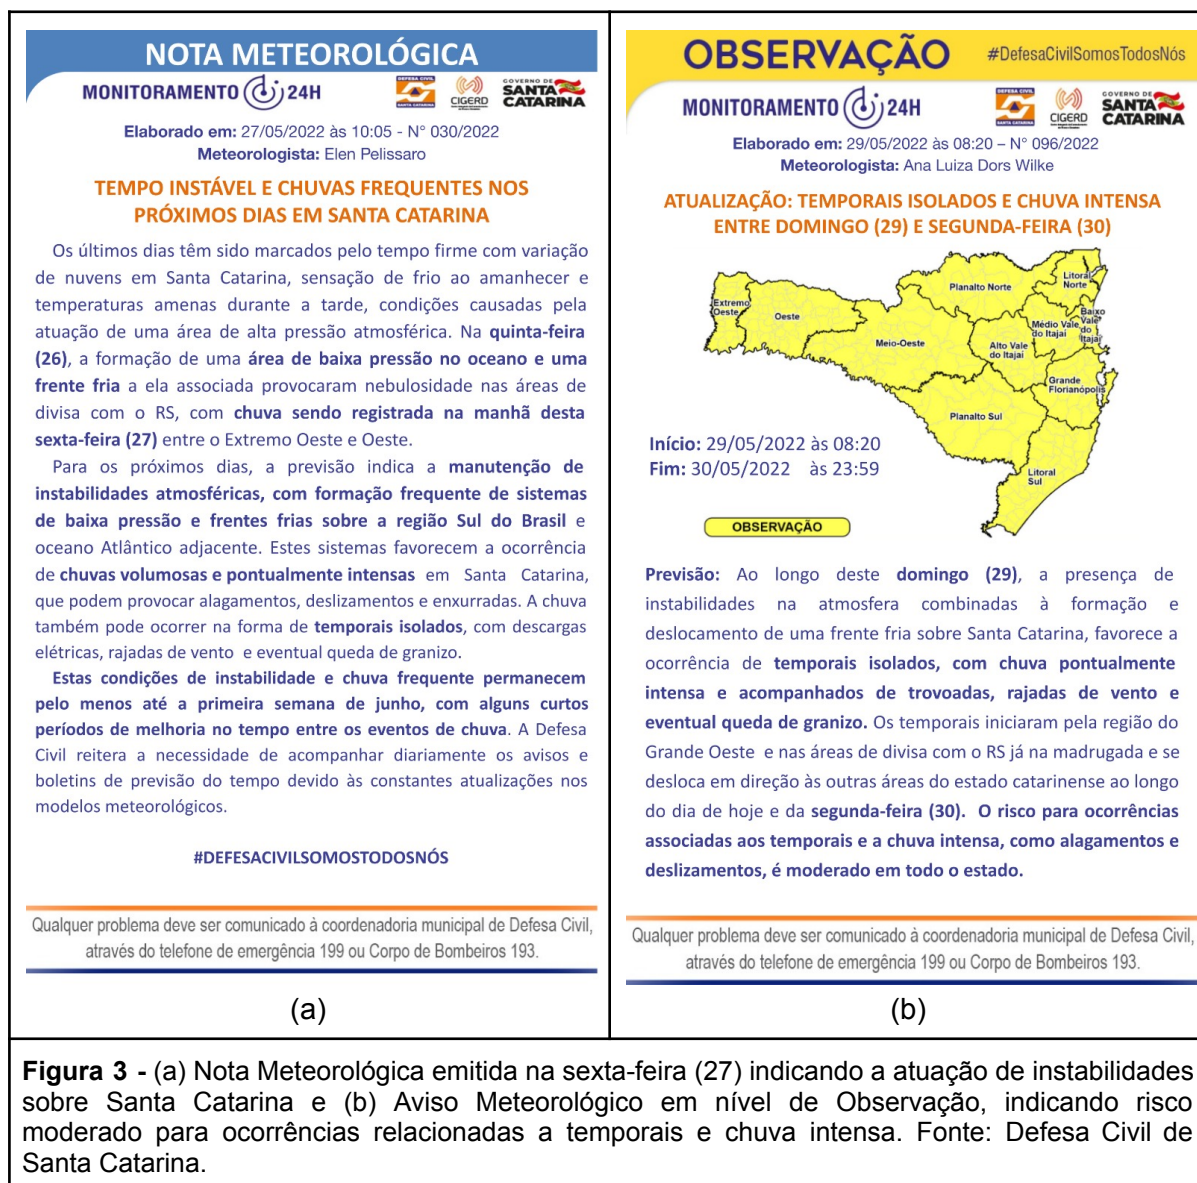 NOTA METEOROLÓGICA
MONITORAMENTO 24H
DEFESA CIVIL
SANTA CATARINA
CIGERD
GOVERNO DE
SANTA
CATARINA
Elaborado em: 27/05/2022 às 10:05 - N° 030/2022
Meteorologista: Elen Pelissaro
TEMPO INSTÁVEL E CHUVAS FREQUENTES NOS
PRÓXIMOS DIAS EM SANTA CATARINA
Os últimos dias têm sido marcados pelo tempo firme com variação
de nuvens em Santa Catarina, sensação de frio ao amanhecer e
temperaturas amenas durante a tarde, condições causadas pela
atuação de uma área de alta pressão atmosférica. Na quinta-feira
(26), a formação de uma área de baixa pressão no oceano e uma
frente fria a ela associada provocaram nebulosidade nas áreas de
divisa com o RS, com chuva sendo registrada na manhã desta
sexta-feira (27) entre o Extremo Oeste e Oeste.
Para os próximos dias, a previsão indica a manutenção de
instabilidades atmosféricas, com formação frequente de sistemas
de baixa pressão e frentes frias sobre a região Sul do Brasil e
oceano Atlântico adjacente. Estes sistemas favorecem a ocorrência
de chuvas volumosas e pontualmente intensas em Santa Catarina,
que podem provocar alagamentos, deslizamentos e enxurradas. A chuva
também pode ocorrer na forma de temporais isolados, com descargas
elétricas, rajadas de vento e eventual queda de granizo.
Estas condições de instabilidade e chuva frequente permanecem
pelo menos até a primeira semana de junho, com alguns curtos
períodos de melhoria no tempo entre os eventos de chuva. A Defesa
Civil reitera a necessidade de acompanhar diariamente os avisos e
boletins de previsão do tempo devido às constantes atualizações nos
modelos meteorológicos.
#DEFESACIVILSOMOSTODOSNÓS
Qualquer problema deve ser comunicado à coordenadoria municipal de Defesa Civil,
através do telefone de emergência 199 ou Corpo de Bombeiros 193.
(a)
OBSERVAÇÃO #DefesaCivilSomosTodosNós
MONITORAMENTO 24H
DEFESA CIVIL
SANTA CATARINA
CIGERD
GOVERNO DE
SANTA
CATARINA
Elaborado em: 29/05/2022 às 08:20 – N° 096/2022
Meteorologista: Ana Luiza Dors Wilke
ATUALIZAÇÃO: TEMPORAIS ISOLADOS E CHUVA INTENSA
ENTRE DOMINGO (29) E SEGUNDA-FEIRA (30)
Extremo
Oeste
Oeste
Meio-Oeste
Planalto Norte
Litoral
Norte
Baixo
Vale
do
Itajaí
Médio Vale
do Itajaí
Alto Vale
do Itajaí
Grande
Florianópolis
Planalto Sul
Litoral
Sul
Início: 29/05/2022 às 08:20
Fim: 30/05/2022 às 23:59
OBSERVAÇÃO
Previsão: Ao longo deste domingo (29), a presença de
instabilidades na atmosfera combinadas à formação e
deslocamento de uma frente fria sobre Santa Catarina, favorece a
ocorrência de temporais isolados, com chuva pontualmente
intensa e acompanhados de trovoadas, rajadas de vento e
eventual queda de granizo. Os temporais iniciaram pela região do
Grande Oeste e nas áreas de divisa com o RS já na madrugada e se
desloca em direção às outras áreas do estado catarinense ao longo
do dia de hoje e da segunda-feira (30). O risco para ocorrências
associadas aos temporais e a chuva intensa, como alagamentos e
deslizamentos, é moderado em todo o estado.
Qualquer problema deve ser comunicado à coordenadoria municipal de Defesa Civil,
através do telefone de emergência 199 ou Corpo de Bombeiros 193.
(b)
Figura 3 - (a) Nota Meteorológica emitida na sexta-feira (27) indicando a atuação de instabilidades
sobre Santa Catarina e (b) Aviso Meteorológico em nível de Observação, indicando risco
moderado para ocorrências relacionadas a temporais e chuva intensa. Fonte: Defesa Civil de
Santa Catarina.